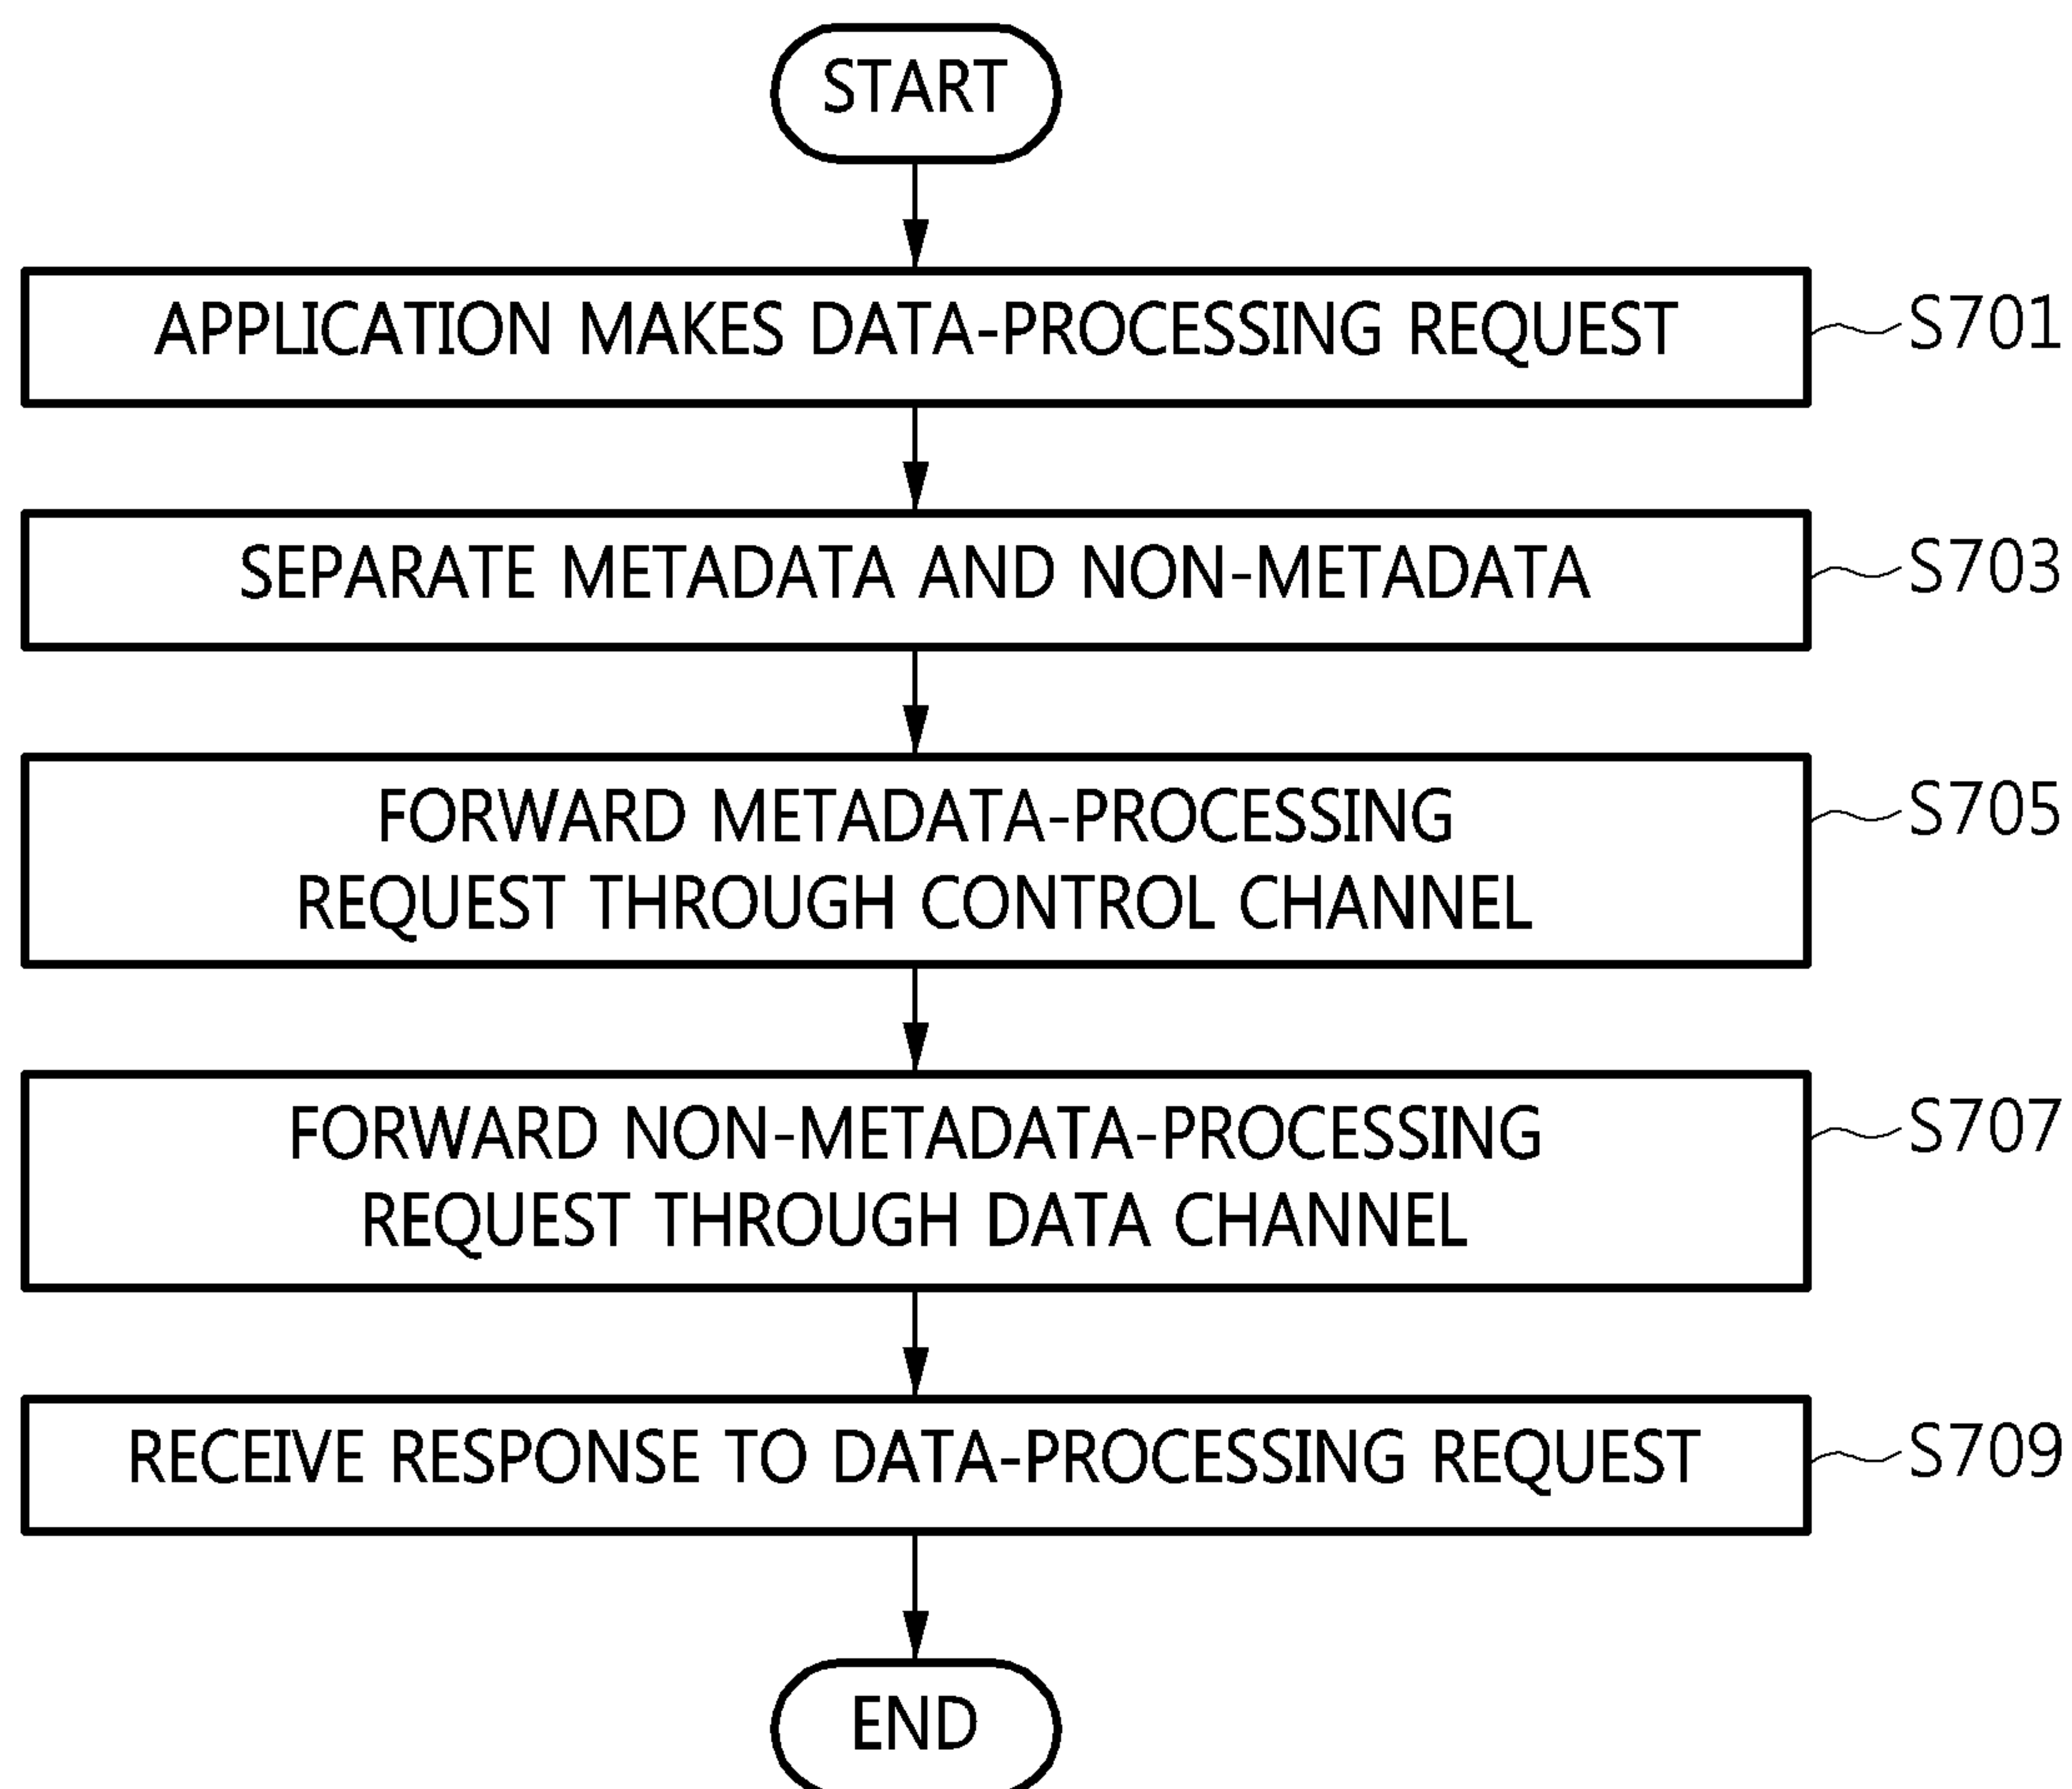 START
APPLICATION MAKES DATA-PROCESSING REQUEST
S701
SEPARATE METADATA AND NON-METADATA
S703
FORWARD METADATA-PROCESSING
REQUEST THROUGH CONTROL CHANNEL
S705
FORWARD NON-METADATA-PROCESSING
REQUEST THROUGH DATA CHANNEL
S707
RECEIVE RESPONSE TO DATA-PROCESSING REQUEST
S709
END